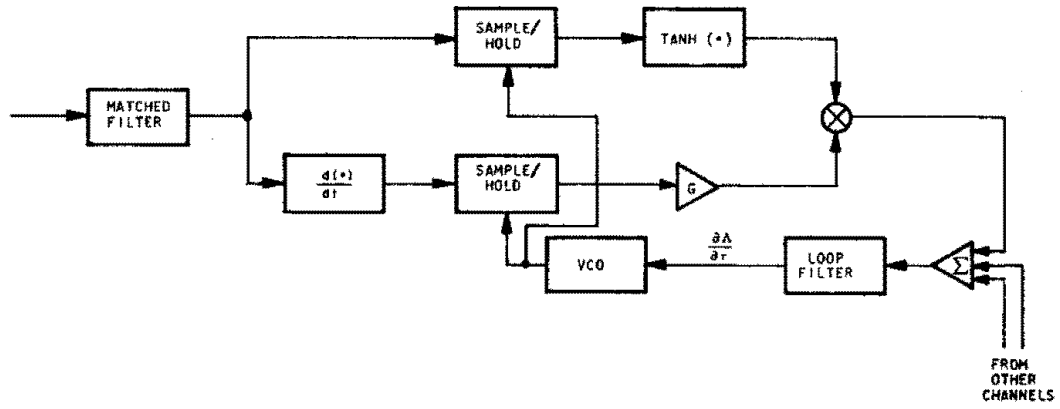 SAMPLE/
HOLD
TANH (•)
MATCHED
FILTER
d(•)
dt
SAMPLE/
HOLD
G
VCO
∂Λ
∂τ
LOOP
FILTER
Σ
FROM
OTHER
CHANNELS